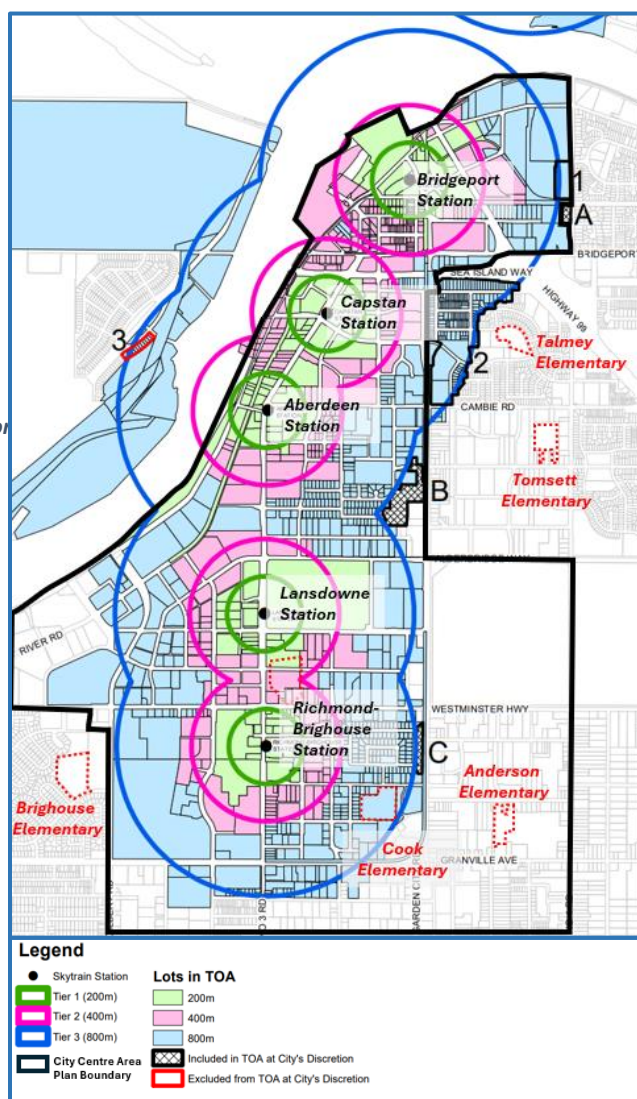 Bridgeport
Station
1
A
BRIDGEPORT
SEA ISLAND WAY
HIGHWAY 99
Capstan
Station
3
Talmey
Elementary
2
Aberdeen
Station
CAMBIE RD
Tomsett
Elementary
B
Lansdowne
Station
RIVER RD
Richmond-
Brighouse
Station
WESTMINSTER HWY
C
Anderson
Elementary
Brighouse
Elementary
Cook
Elementary
GRANVILLE AVE
Legend
Skytrain Station
Tier 1 (200m)
Tier 2 (400m)
Tier 3 (800m)
City Centre Area
Plan Boundary
Lots in TOA
200m
400m
800m
Included in TOA at City's Discretion
Excluded from TOA at City's Discretion